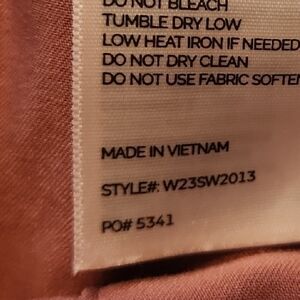 DO NOT BLEACH
TUMBLE DRY LOW
LOW HEAT IRON IF NEEDED
DO NOT DRY CLEAN
DO NOT USE FABRIC SOFTE
MADE IN VIETNAM
STYLE#: W23SW2013
PO# 5341